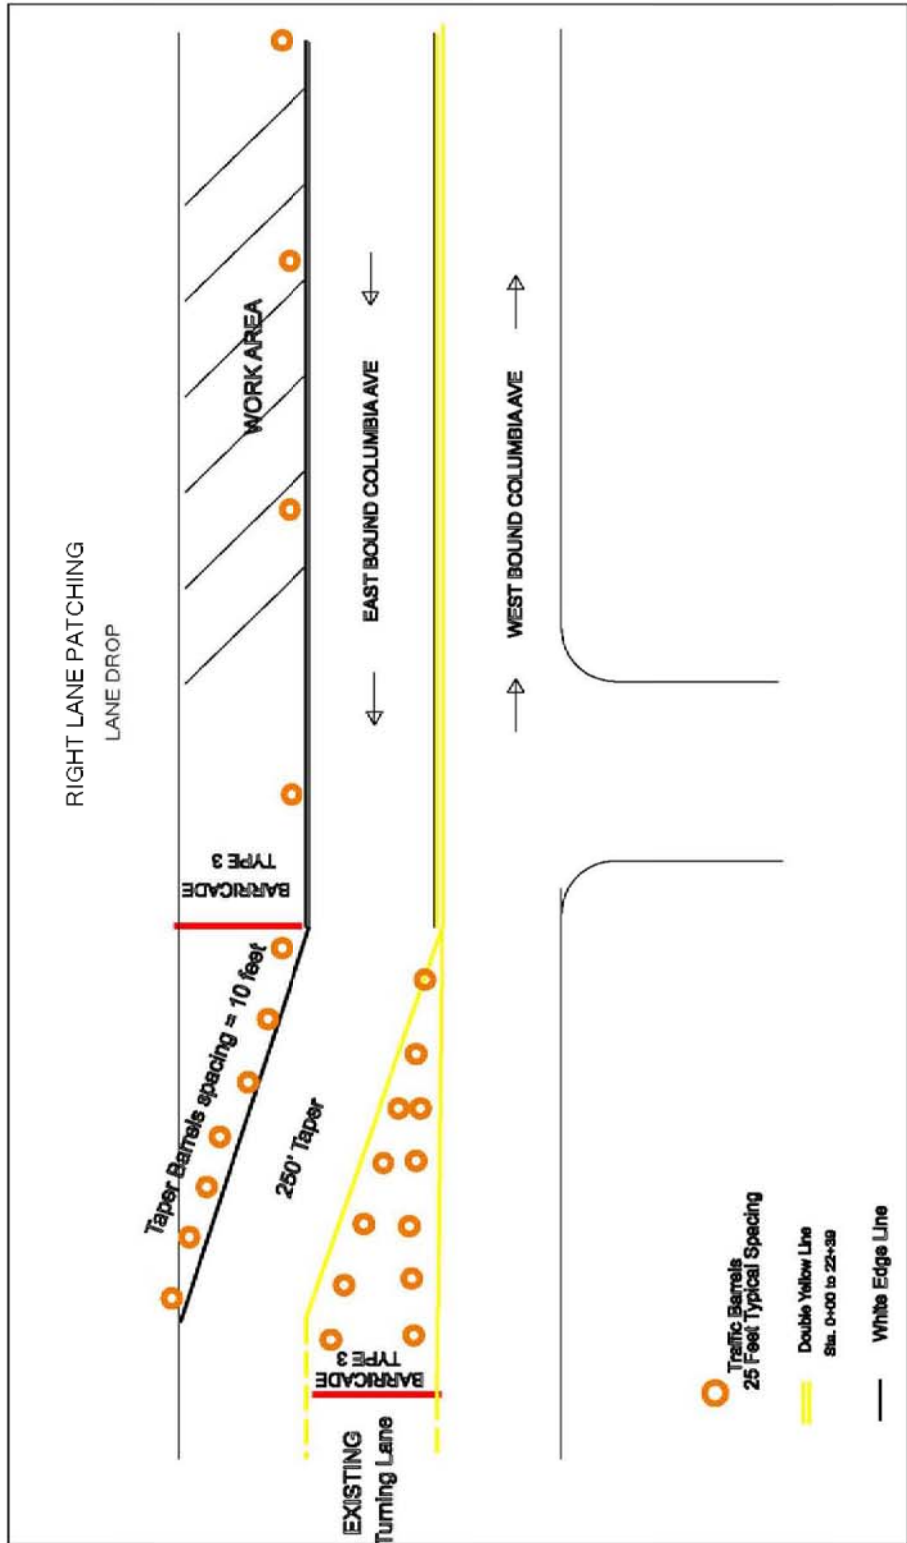 RIGHT LANE PATCHING
LANE DROP
WORK AREA
EAST BOUND COLUMBIA AVE
WEST BOUND COLUMBIA AVE
BARRICADE
TYPE 3
Taper Barrels spacing = 10 feet
250' Taper
BARRICADE
TYPE 3
EXISTING
Turning Lane
Traffic Barrels
25 Feet Typical Spacing
Double Yellow Line
Sta. 0+00 to 22+39
White Edge Line